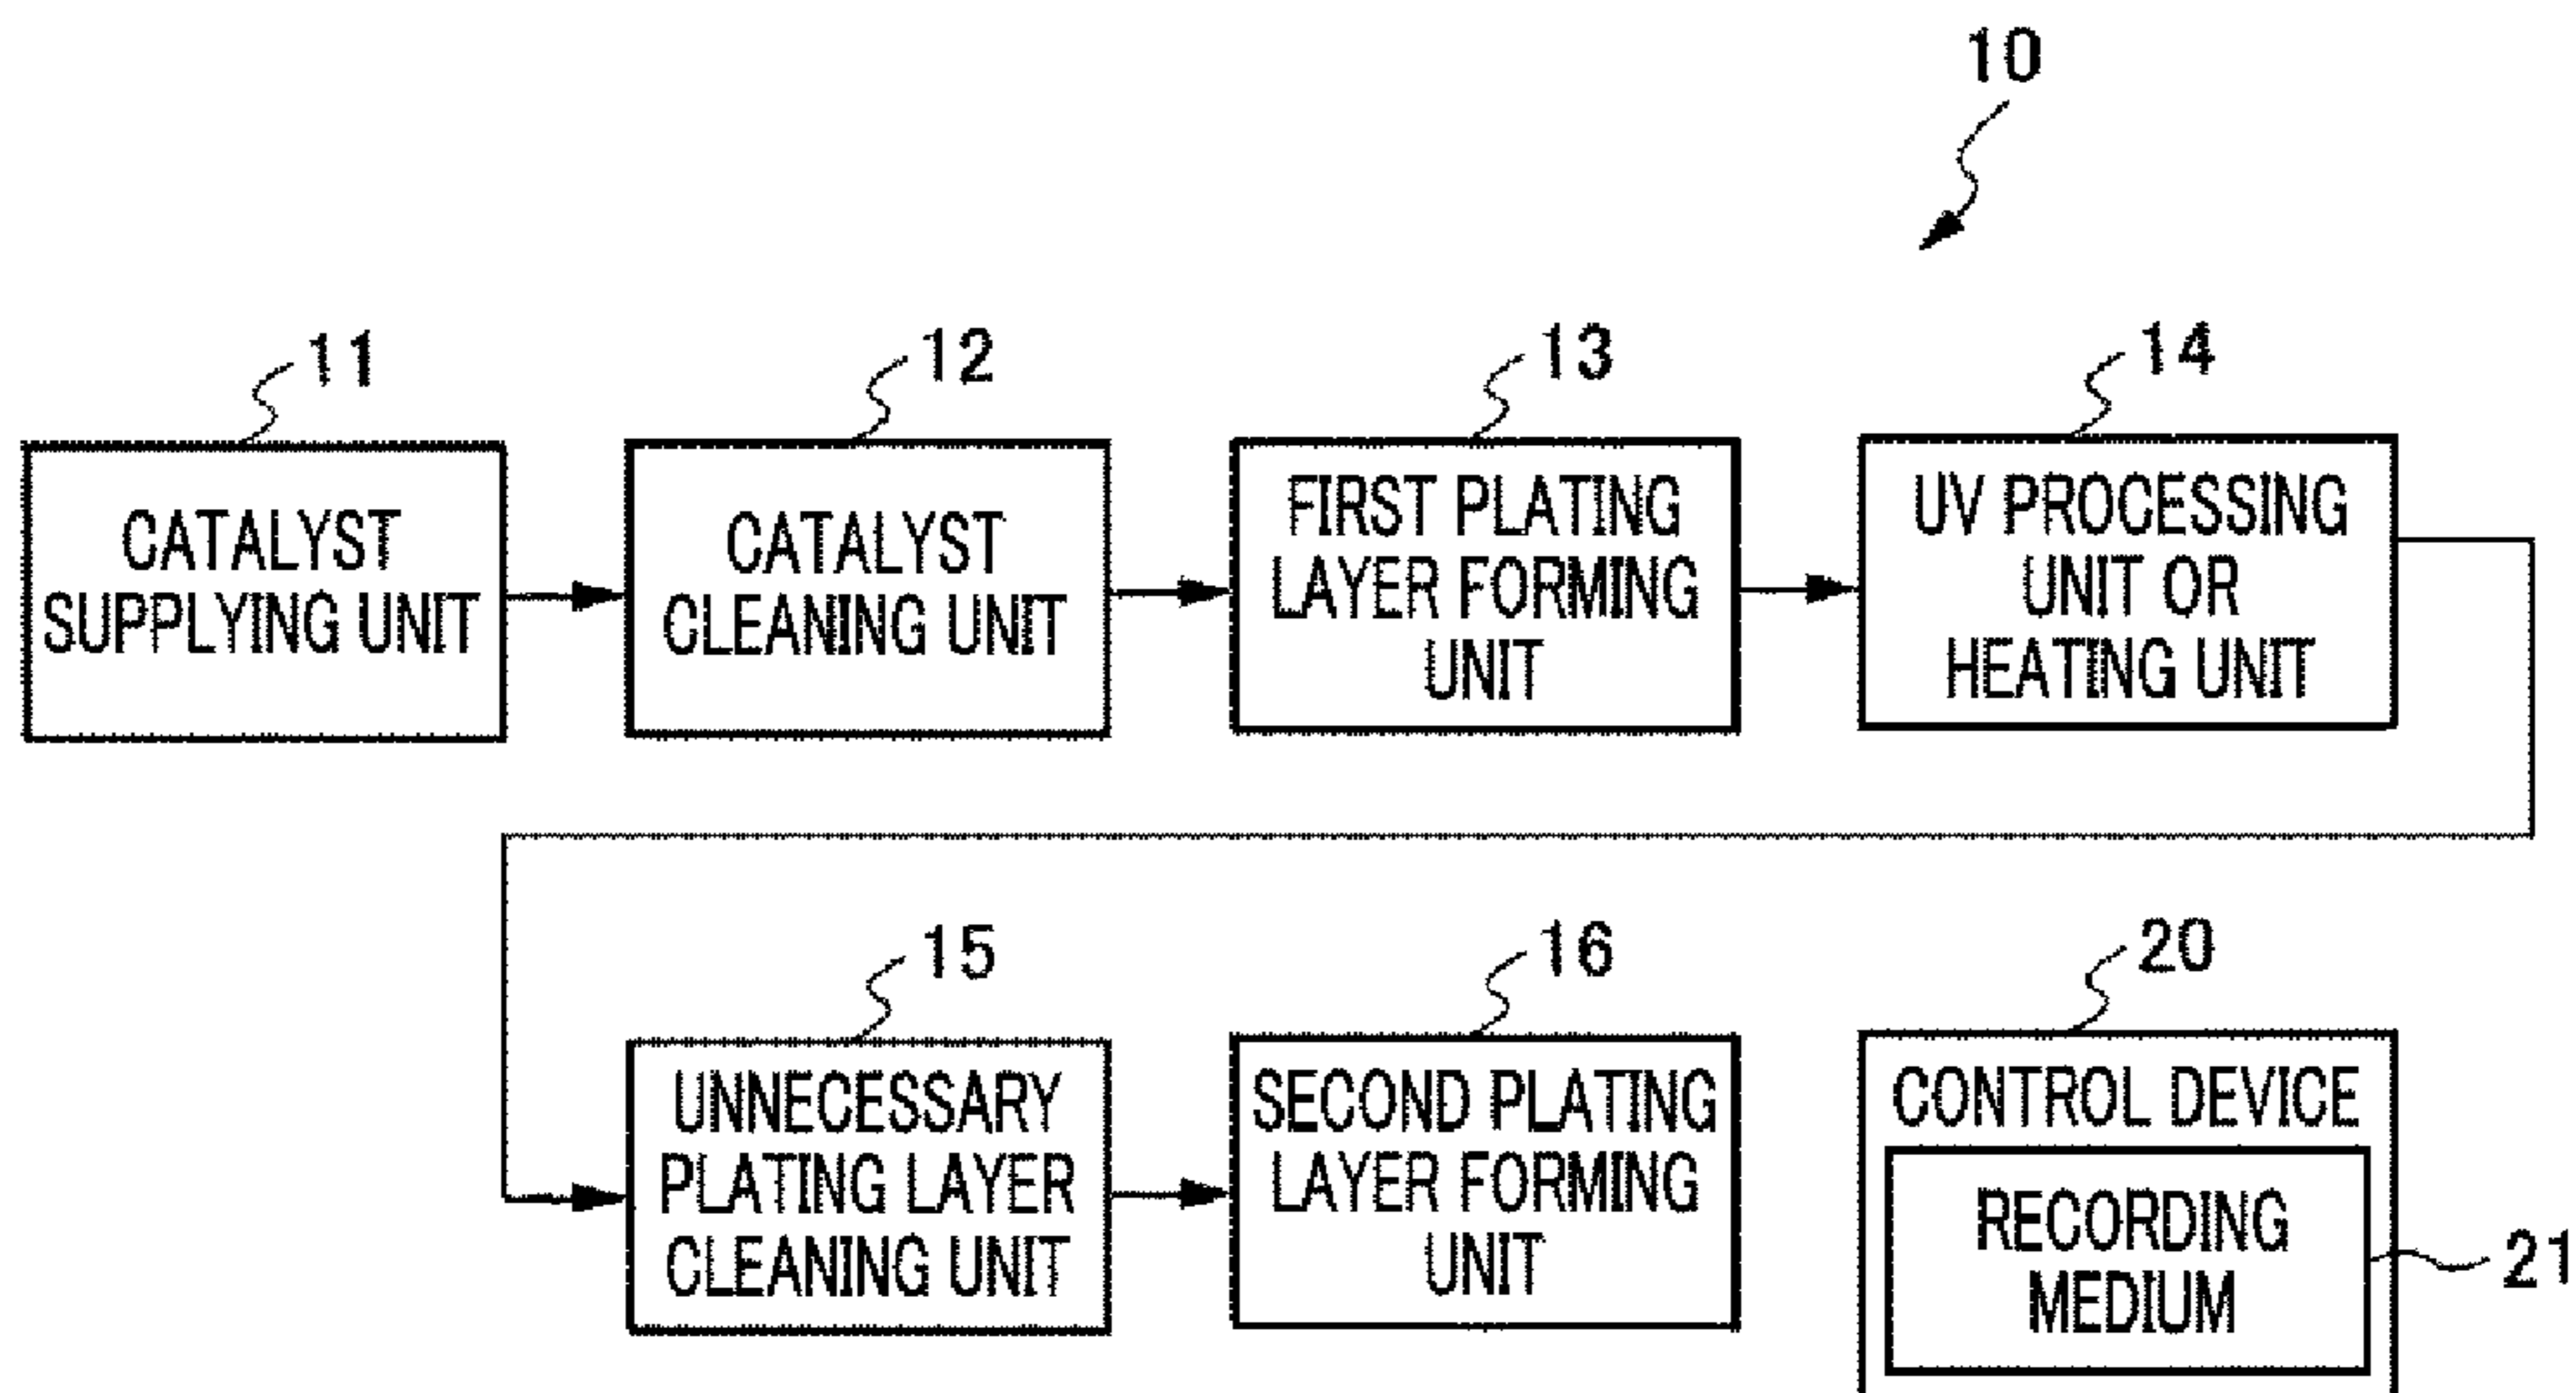 10
11
12
13
14
CATALYST
SUPPLYING UNIT
CATALYST
CLEANING UNIT
FIRST PLATING
LAYER FORMING
UNIT
UV PROCESSING
UNIT OR
HEATING UNIT
15
16
20
UNNECESSARY
PLATING LAYER
CLEANING UNIT
SECOND PLATING
LAYER FORMING
UNIT
CONTROL DEVICE
RECORDING
MEDIUM
21